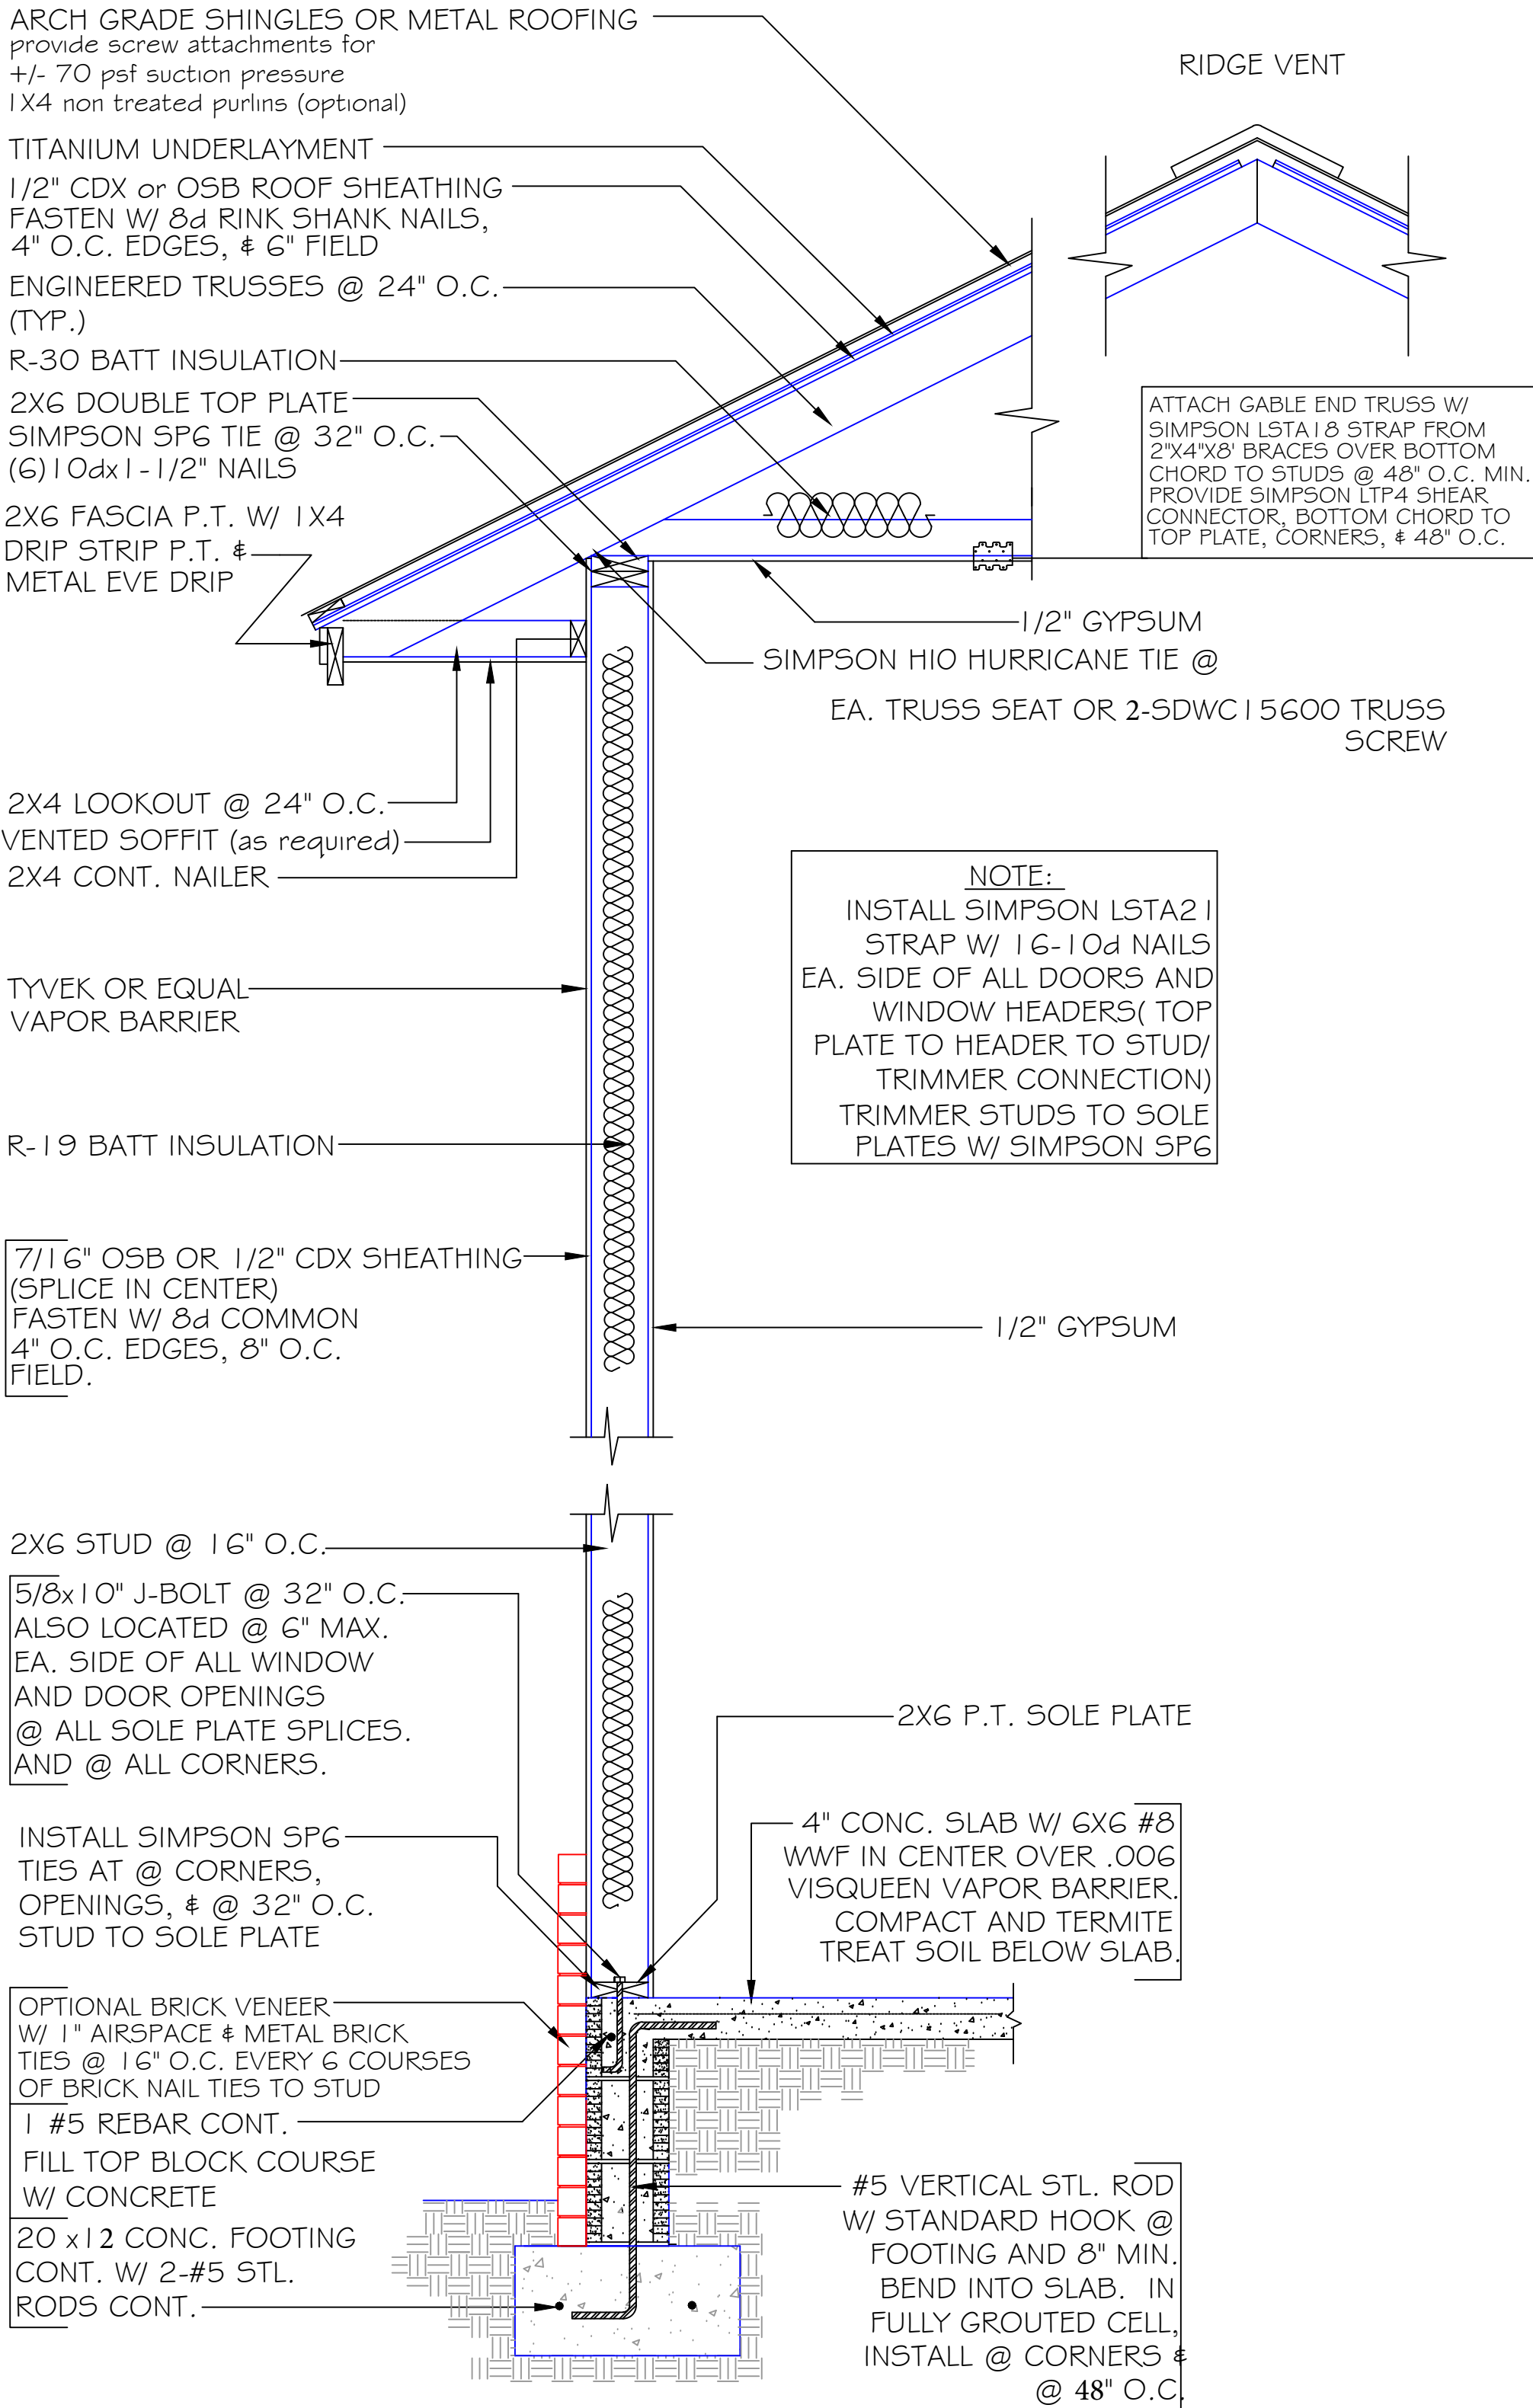 ARCH GRADE SHINGLES OR METAL ROOFING
provide screw attachments for
+/- 70 psf suction pressure
1X4 non treated purlins (optional)
RIDGE VENT
TITANIUM UNDERLAYMENT
1/2" CDX or OSB ROOF SHEATHING
FASTEN W/ 8d RINK SHANK NAILS,
4" O.C. EDGES, & 6" FIELD
ENGINEERED TRUSSES @ 24" O.C.
(TYP.)
R-30 BATT INSULATION
2X6 DOUBLE TOP PLATE
SIMPSON SP6 TIE @ 32" O.C.
(6)10dx1-1/2" NAILS
2X6 FASCIA P.T. W/ 1X4
DRIP STRIP P.T. &
METAL EVE DRIP
ATTACH GABLE END TRUSS W/
SIMPSON LSTA18 STRAP FROM
2"X4"X8' BRACES OVER BOTTOM
CHORD TO STUDS @ 48" O.C. MIN.
PROVIDE SIMPSON LTP4 SHEAR
CONNECTOR, BOTTOM CHORD TO
TOP PLATE, CORNERS, & 48" O.C.
1/2" GYPSUM
SIMPSON H10 HURRICANE TIE @
EA. TRUSS SEAT OR 2-SDWC15600 TRUSS
SCREW
2X4 LOOKOUT @ 24" O.C.
VENTED SOFFIT (as required)
2X4 CONT. NAILER
NOTE:
INSTALL SIMPSON LSTA21
STRAP W/ 16-10d NAILS
EA. SIDE OF ALL DOORS AND
WINDOW HEADERS( TOP
PLATE TO HEADER TO STUD/
TRIMMER CONNECTION)
TRIMMER STUDS TO SOLE
PLATES W/ SIMPSON SP6
TYVEK OR EQUAL
VAPOR BARRIER
R-19 BATT INSULATION
7/16" OSB OR 1/2" CDX SHEATHING
(SPLICE IN CENTER)
FASTEN W/ 8d COMMON
4" O.C. EDGES, 8" O.C.
FIELD.
1/2" GYPSUM
2X6 STUD @ 16" O.C.
5/8x10" J-BOLT @ 32" O.C.
ALSO LOCATED @ 6" MAX.
EA. SIDE OF ALL WINDOW
AND DOOR OPENINGS
@ ALL SOLE PLATE SPLICES.
AND @ ALL CORNERS.
2X6 P.T. SOLE PLATE
INSTALL SIMPSON SP6
TIES AT @ CORNERS,
OPENINGS, & @ 32" O.C.
STUD TO SOLE PLATE
4" CONC. SLAB W/ 6X6 #8
WWF IN CENTER OVER .006
VISQUEEN VAPOR BARRIER.
COMPACT AND TERMITE
TREAT SOIL BELOW SLAB.
OPTIONAL BRICK VENEER
W/ 1" AIRSPACE & METAL BRICK
TIES @ 16" O.C. EVERY 6 COURSES
OF BRICK NAIL TIES TO STUD
1 #5 REBAR CONT.
FILL TOP BLOCK COURSE
W/ CONCRETE
20 x12 CONC. FOOTING
CONT. W/ 2-#5 STL.
RODS CONT.
#5 VERTICAL STL. ROD
W/ STANDARD HOOK @
FOOTING AND 8" MIN.
BEND INTO SLAB. IN
FULLY GROUTED CELL,
INSTALL @ CORNERS &
@ 48" O.C.